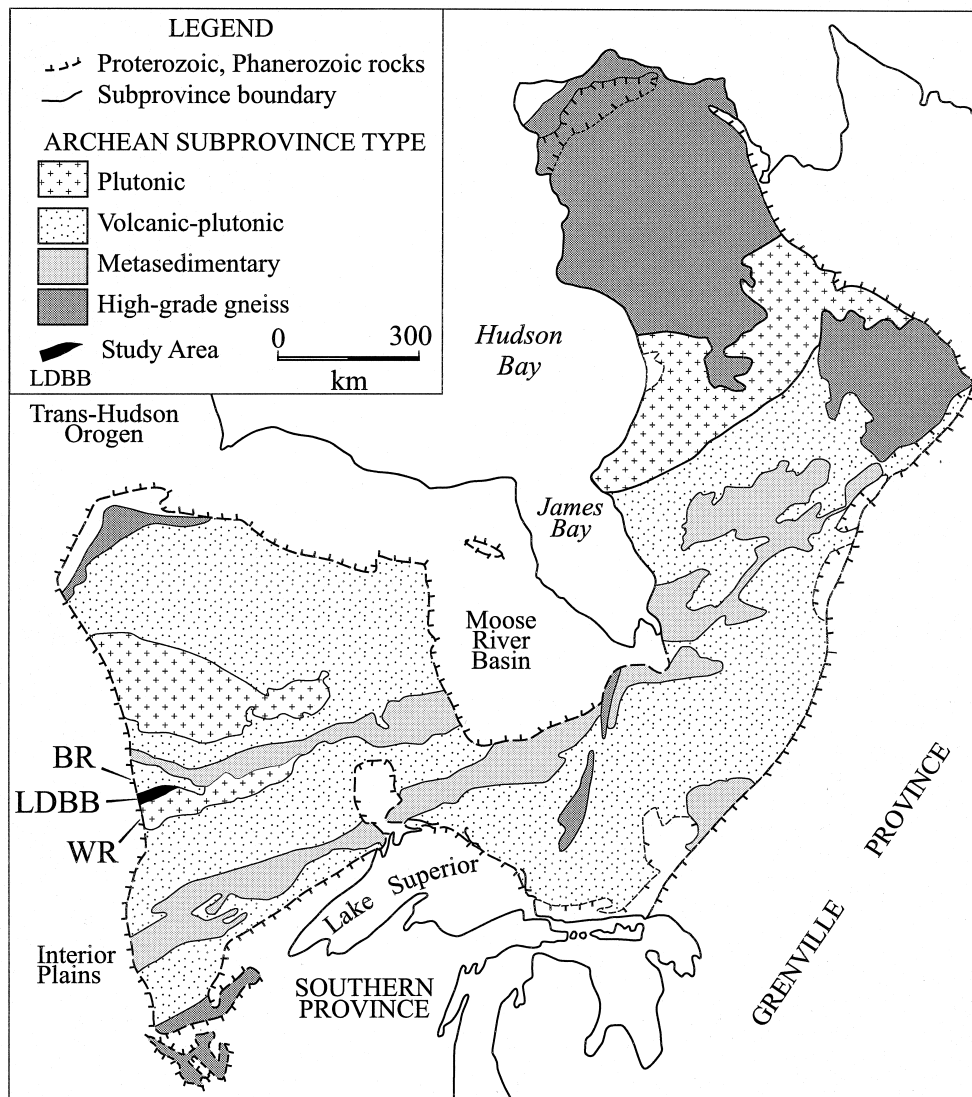 LEGEND
Proterozoic, Phanerozoic rocks
Subprovince boundary
ARCHEAN SUBPROVINCE TYPE
Plutonic
Volcanic-plutonic
Metasedimentary
High-grade gneiss
Study Area
LDBB
0 300
km
Hudson
Bay
Trans-Hudson
Orogen
James
Bay
Moose
River
Basin
BR
LDBB
WR
Lake Superior
Interior
Plains
SOUTHERN
PROVINCE
GRENVILLE PROVINCE